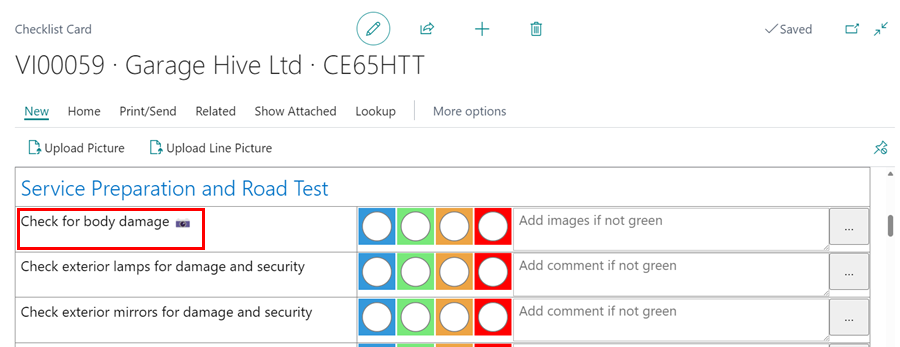 Checklist Card
Saved
VI00059 · Garage Hive Ltd · CE65HTT
New Home Print/Send Related Show Attached Lookup More options
Upload Picture Upload Line Picture
Service Preparation and Road Test
Check for body damage Add images if not green ...
Check exterior lamps for damage and security Add comment if not green ...
Check exterior mirrors for damage and security Add comment if not green ...